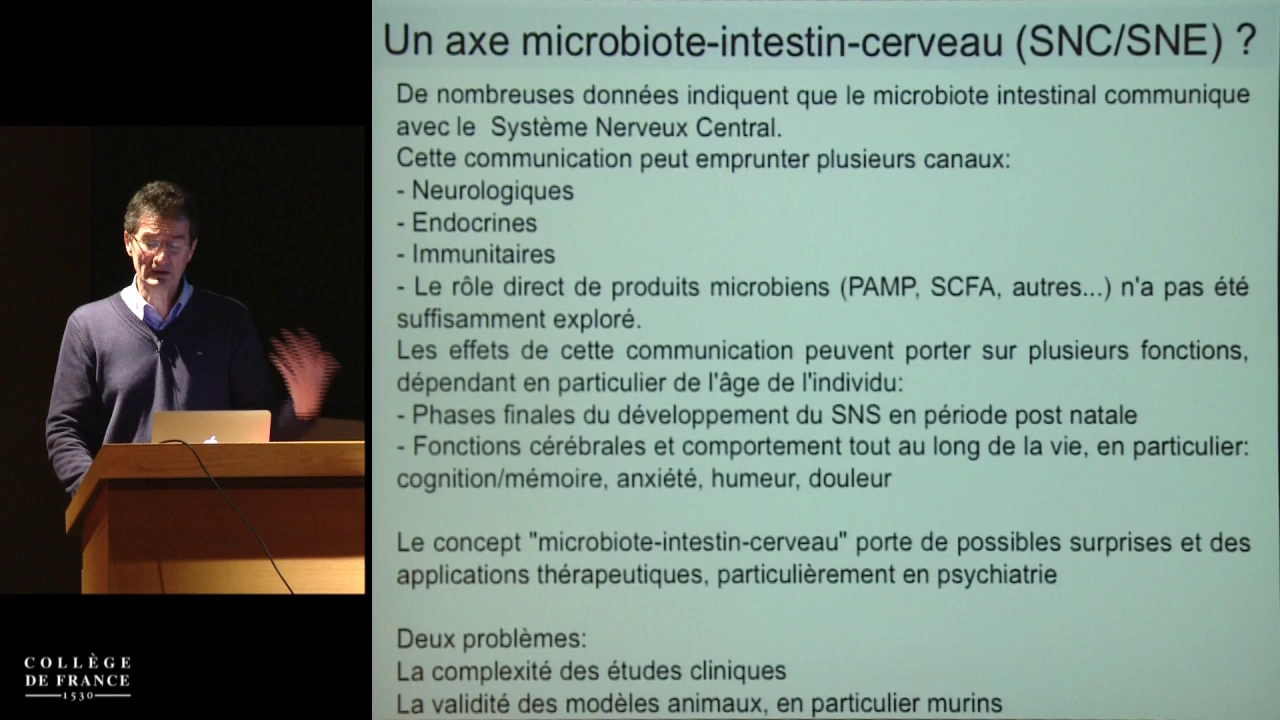 Un axe microbiote-intestin-cerveau (SNC/SNE) ?
De nombreuses données indiquent que le microbiote intestinal communique
avec le Système Nerveux Central.
Cette communication peut emprunter plusieurs canaux:
- Neurologiques
- Endocrines
- Immunitaires
- Le rôle direct de produits microbiens (PAMP, SCFA, autres...) n'a pas été
suffisamment exploré.
Les effets de cette communication peuvent porter sur plusieurs fonctions,
dépendant en particulier de l'âge de l'individu:
- Phases finales du développement du SNS en période post natale
- Fonctions cérébrales et comportement tout au long de la vie, en particulier:
cognition/mémoire, anxiété, humeur, douleur
Le concept "microbiote-intestin-cerveau" porte de possibles surprises et des
applications thérapeutiques, particulièrement en psychiatrie
Deux problèmes:
La complexité des études cliniques
La validité des modèles animaux, en particulier murins
COLLÈGE
DE FRANCE
1530